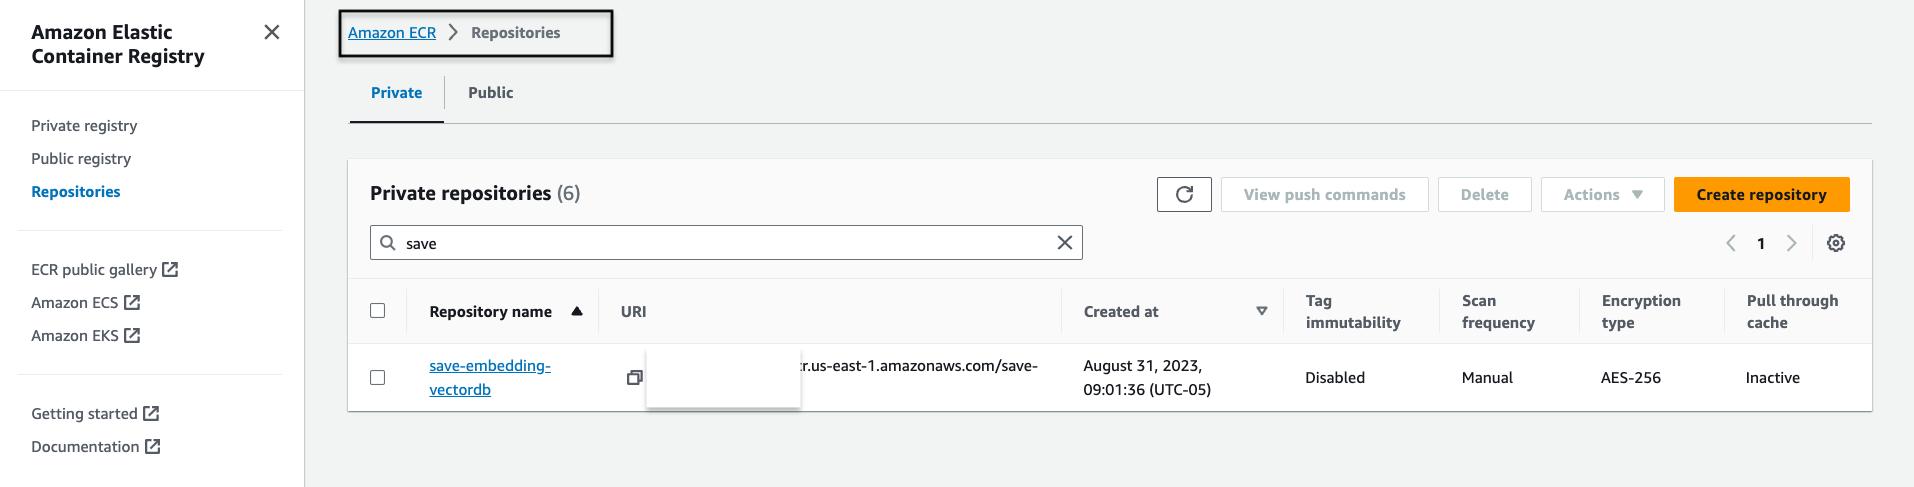 Amazon Elastic
Container Registry
Private registry
Public registry
Repositories
ECR public gallery
Amazon ECS
Amazon EKS
Getting started
Documentation
Amazon ECR > Repositories
Private Public
Private repositories (6)
View push commands Delete Actions Create repository
save
1
Repository name URI Created at Tag immutability Scan frequency Encryption type Pull through cache
save-embedding-vectordb r.us-east-1.amazonaws.com/save- August 31, 2023, 09:01:36 (UTC-05) Disabled Manual AES-256 Inactive